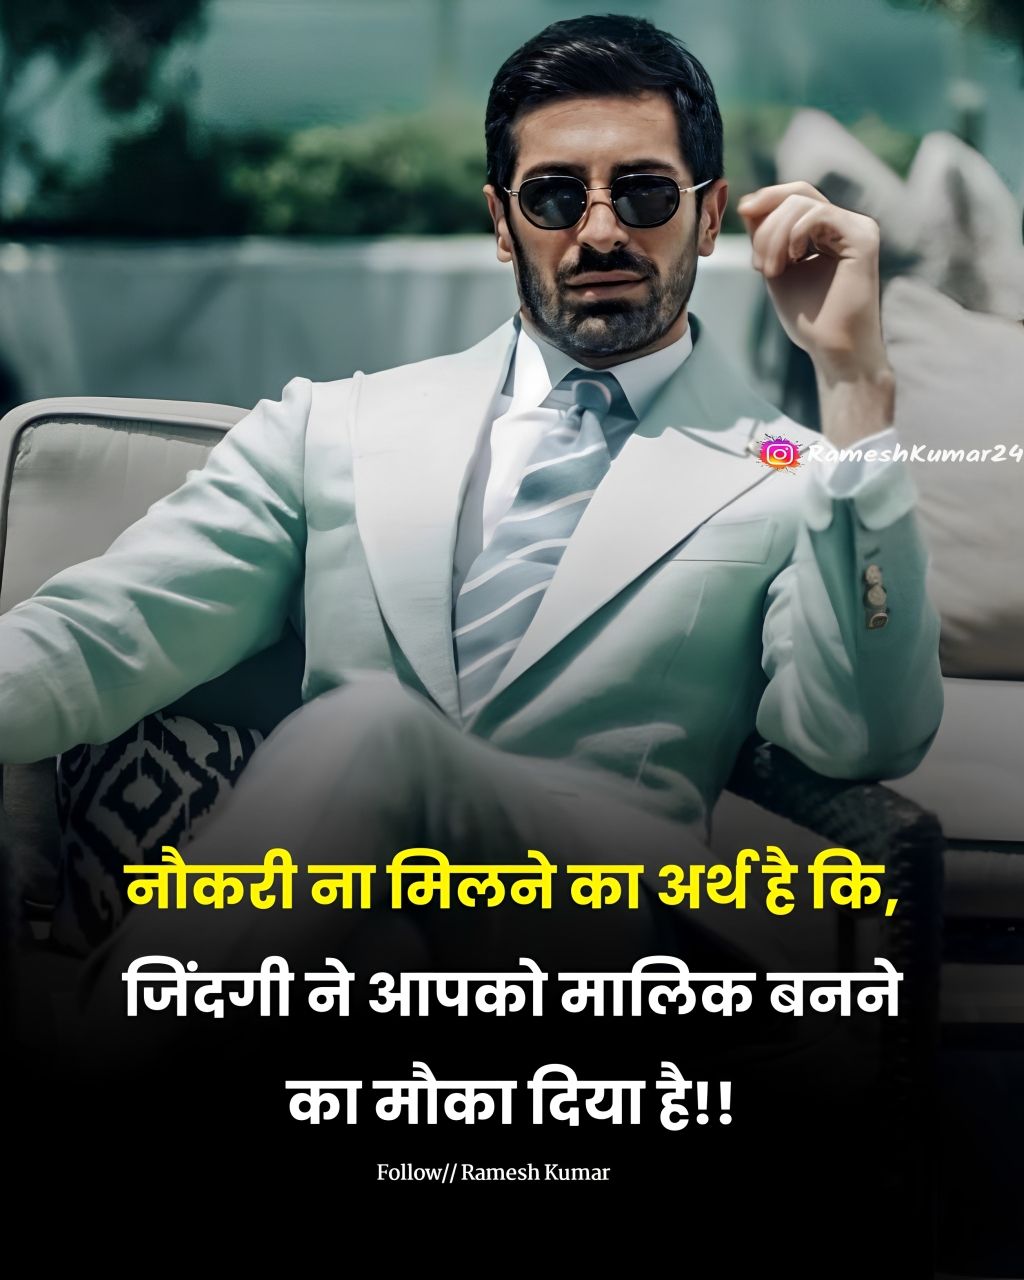 RameshKumar24
नौकरी ना मिलने का अर्थ है कि,
जिंदगी ने आपको मालिक बनने
का मौका दिया है!!
Follow// Ramesh Kumar